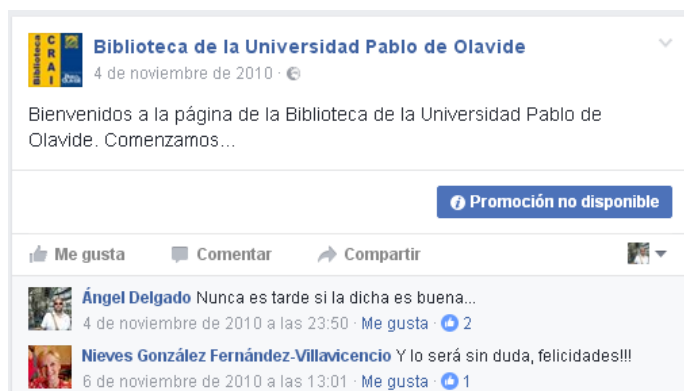 Biblioteca CRAI
Biblioteca de la Universidad Pablo de Olavide
4 de noviembre de 2010 ·
Bienvenidos a la página de la Biblioteca de la Universidad Pablo de
Olavide. Comenzamos...
Promoción no disponible
Me gusta Comentar Compartir
Ángel Delgado Nunca es tarde si la dicha es buena...
4 de noviembre de 2010 a las 23:50 · Me gusta · 2
Nieves González Fernández-Villavicencio Y lo será sin duda, felicidades!!!
6 de noviembre de 2010 a las 13:01 · Me gusta · 1